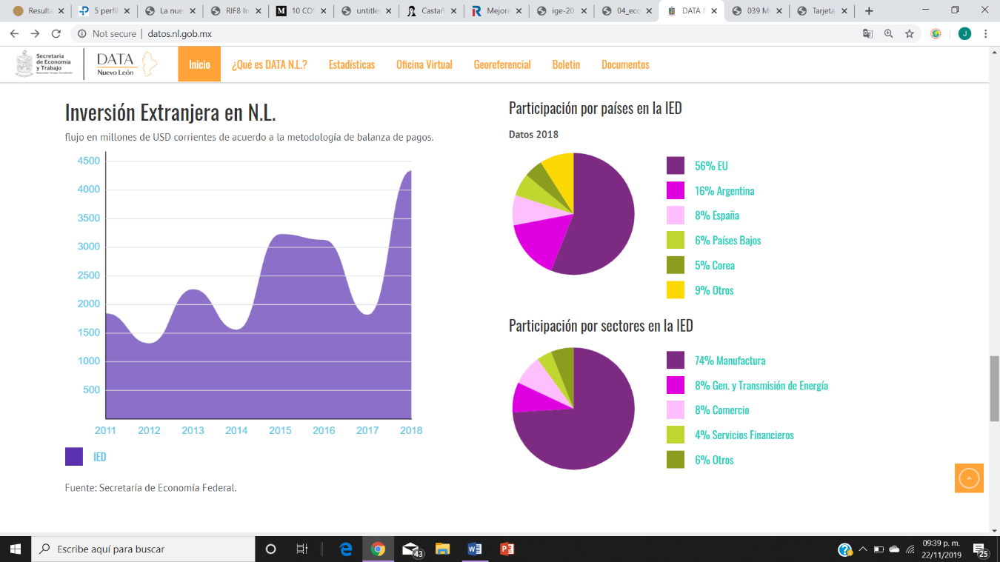 Resulta
5 perfil
La nue
RIF8 In
10 COS
untitle
Castañ
Mejore
ige-20
04_eco
DATA N
039 M
Tarjeta
Not secure | datos.nl.gob.mx
J
Secretaría
de Economía
y Trabajo
DATA
Nuevo León
Inicio
¿Qué es DATA N.L.?
Estadísticas
Oficina Virtual
Georeferencial
Boletin
Documentos
Inversión Extranjera en N.L.
flujo en millones de USD corrientes de acuerdo a la metodología de balanza de pagos.
4500
4000
3500
3000
2500
2000
1500
1000
500
2011 2012 2013 2014 2015 2016 2017 2018
IED
Fuente: Secretaría de Economía Federal.
Participación por países en la IED
Datos 2018
56% EU
16% Argentina
8% España
6% Países Bajos
5% Corea
9% Otros
Participación por sectores en la IED
74% Manufactura
8% Gen. y Transmisión de Energía
8% Comercio
4% Servicios Financieros
6% Otros
Escribe aquí para buscar
43
09:39 p. m.
22/11/2019
25